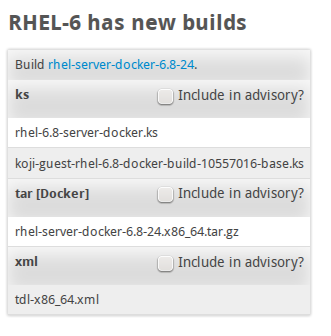 RHEL-6 has new builds
Build rhel-server-docker-6.8-24.
ks Include in advisory?
rhel-6.8-server-docker.ks
koji-guest-rhel-6.8-docker-build-10557016-base.ks
tar [Docker] Include in advisory?
rhel-server-docker-6.8-24.x86_64.tar.gz
xml Include in advisory?
tdl-x86_64.xml